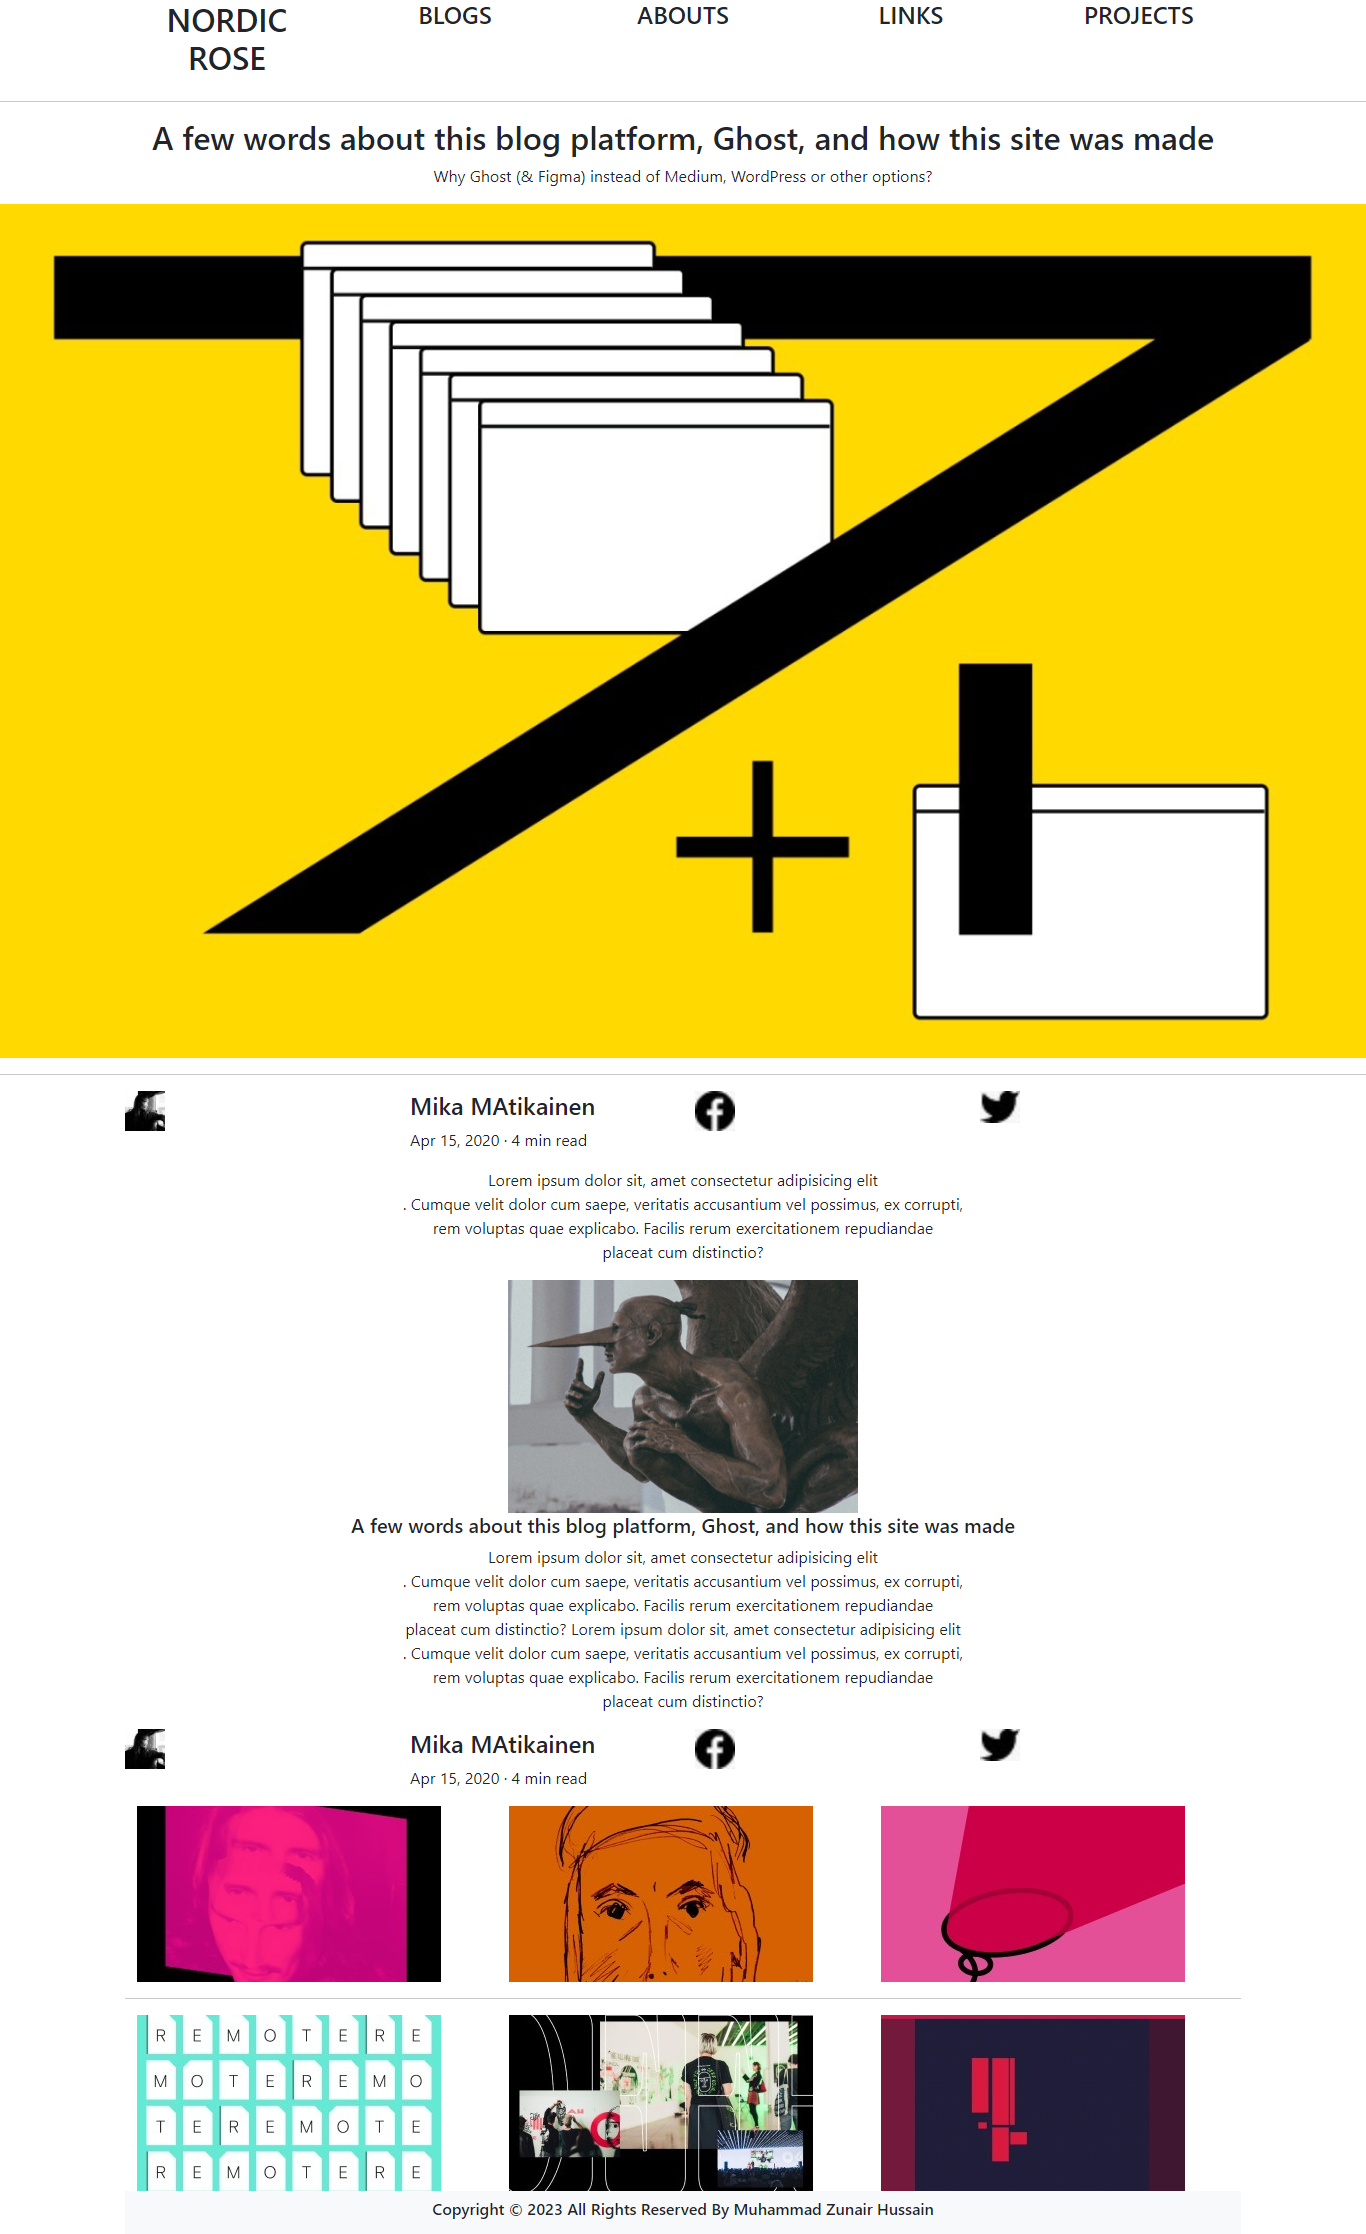 NORDIC
ROSE
BLOGS
ABOUTS
LINKS
PROJECTS
A few words about this blog platform, Ghost, and how this site was made
Why Ghost (& Figma) instead of Medium, WordPress or other options?
Mika MAtikainen
Apr 15, 2020 · 4 min read
Lorem ipsum dolor sit, amet consectetur adipisicing elit
. Cumque velit dolor cum saepe, veritatis accusantium vel possimus, ex corrupti,
rem voluptas quae explicabo. Facilis rerum exercitationem repudiandae
placeat cum distinctio?
A few words about this blog platform, Ghost, and how this site was made
Lorem ipsum dolor sit, amet consectetur adipisicing elit
. Cumque velit dolor cum saepe, veritatis accusantium vel possimus, ex corrupti,
rem voluptas quae explicabo. Facilis rerum exercitationem repudiandae
placeat cum distinctio? Lorem ipsum dolor sit, amet consectetur adipisicing elit
. Cumque velit dolor cum saepe, veritatis accusantium vel possimus, ex corrupti,
rem voluptas quae explicabo. Facilis rerum exercitationem repudiandae
placeat cum distinctio?
Mika MAtikainen
Apr 15, 2020 · 4 min read
R E M O T E R E
M O T E R E M O
T E R E M O T E
R E M O T E R E
Copyright © 2023 All Rights Reserved By Muhammad Zunair Hussain